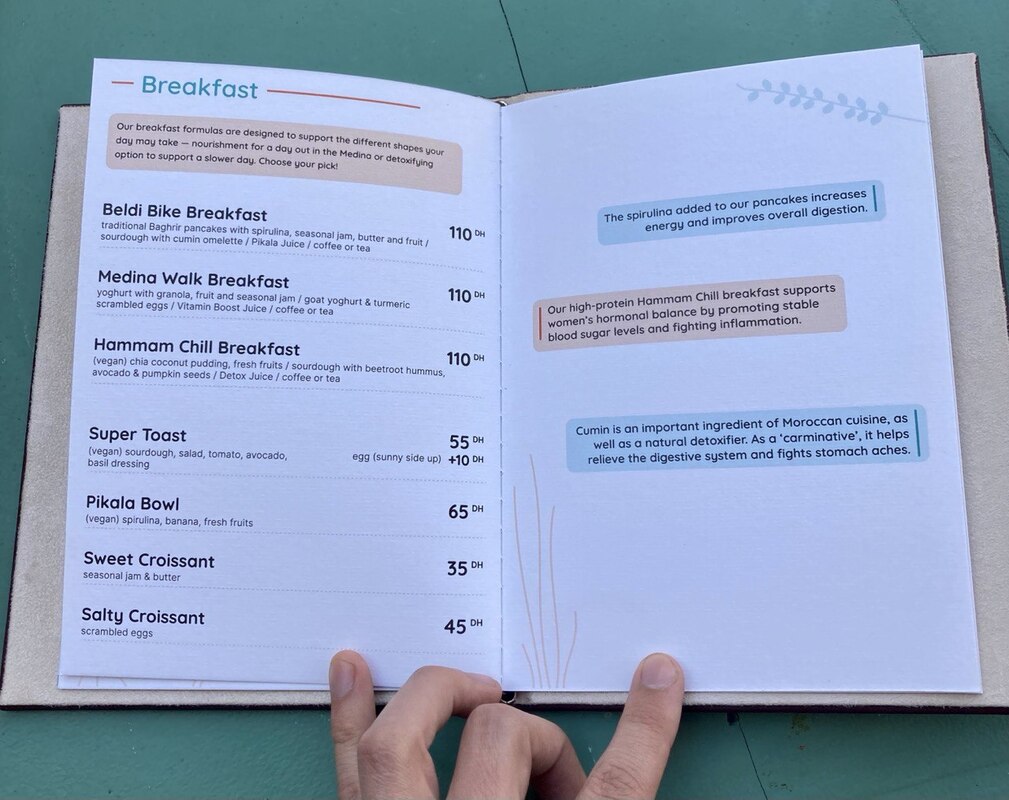 Breakfast
Our breakfast formulas are designed to support the different shapes your
day may take — nourishment for a day out in the Medina or detoxifying
option to support a slower day. Choose your pick!
Beldi Bike Breakfast
traditional Baghrir pancakes with spirulina, seasonal jam, butter and fruit /
sourdough with cumin omelette / Pikala Juice / coffee or tea
110 DH
Medina Walk Breakfast
yoghurt with granola, fruit and seasonal jam / goat yoghurt & turmeric
scrambled eggs / Vitamin Boost Juice / coffee or tea
110 DH
Hammam Chill Breakfast
(vegan) chia coconut pudding, fresh fruits / sourdough with beetroot hummus,
avocado & pumpkin seeds / Detox Juice / coffee or tea
110 DH
Super Toast
55 DH
(vegan) sourdough, salad, tomato, avocado,
basil dressing
egg (sunny side up) +10 DH
Pikala Bowl
(vegan) spirulina, banana, fresh fruits
65 DH
Sweet Croissant
seasonal jam & butter
35 DH
Salty Croissant
scrambled eggs
45 DH
The spirulina added to our pancakes increases
energy and improves overall digestion.
Our high-protein Hammam Chill breakfast supports
women's hormonal balance by promoting stable
blood sugar levels and fighting inflammation.
Cumin is an important ingredient of Moroccan cuisine, as
well as a natural detoxifier. As a 'carminative', it helps
relieve the digestive system and fights stomach aches.